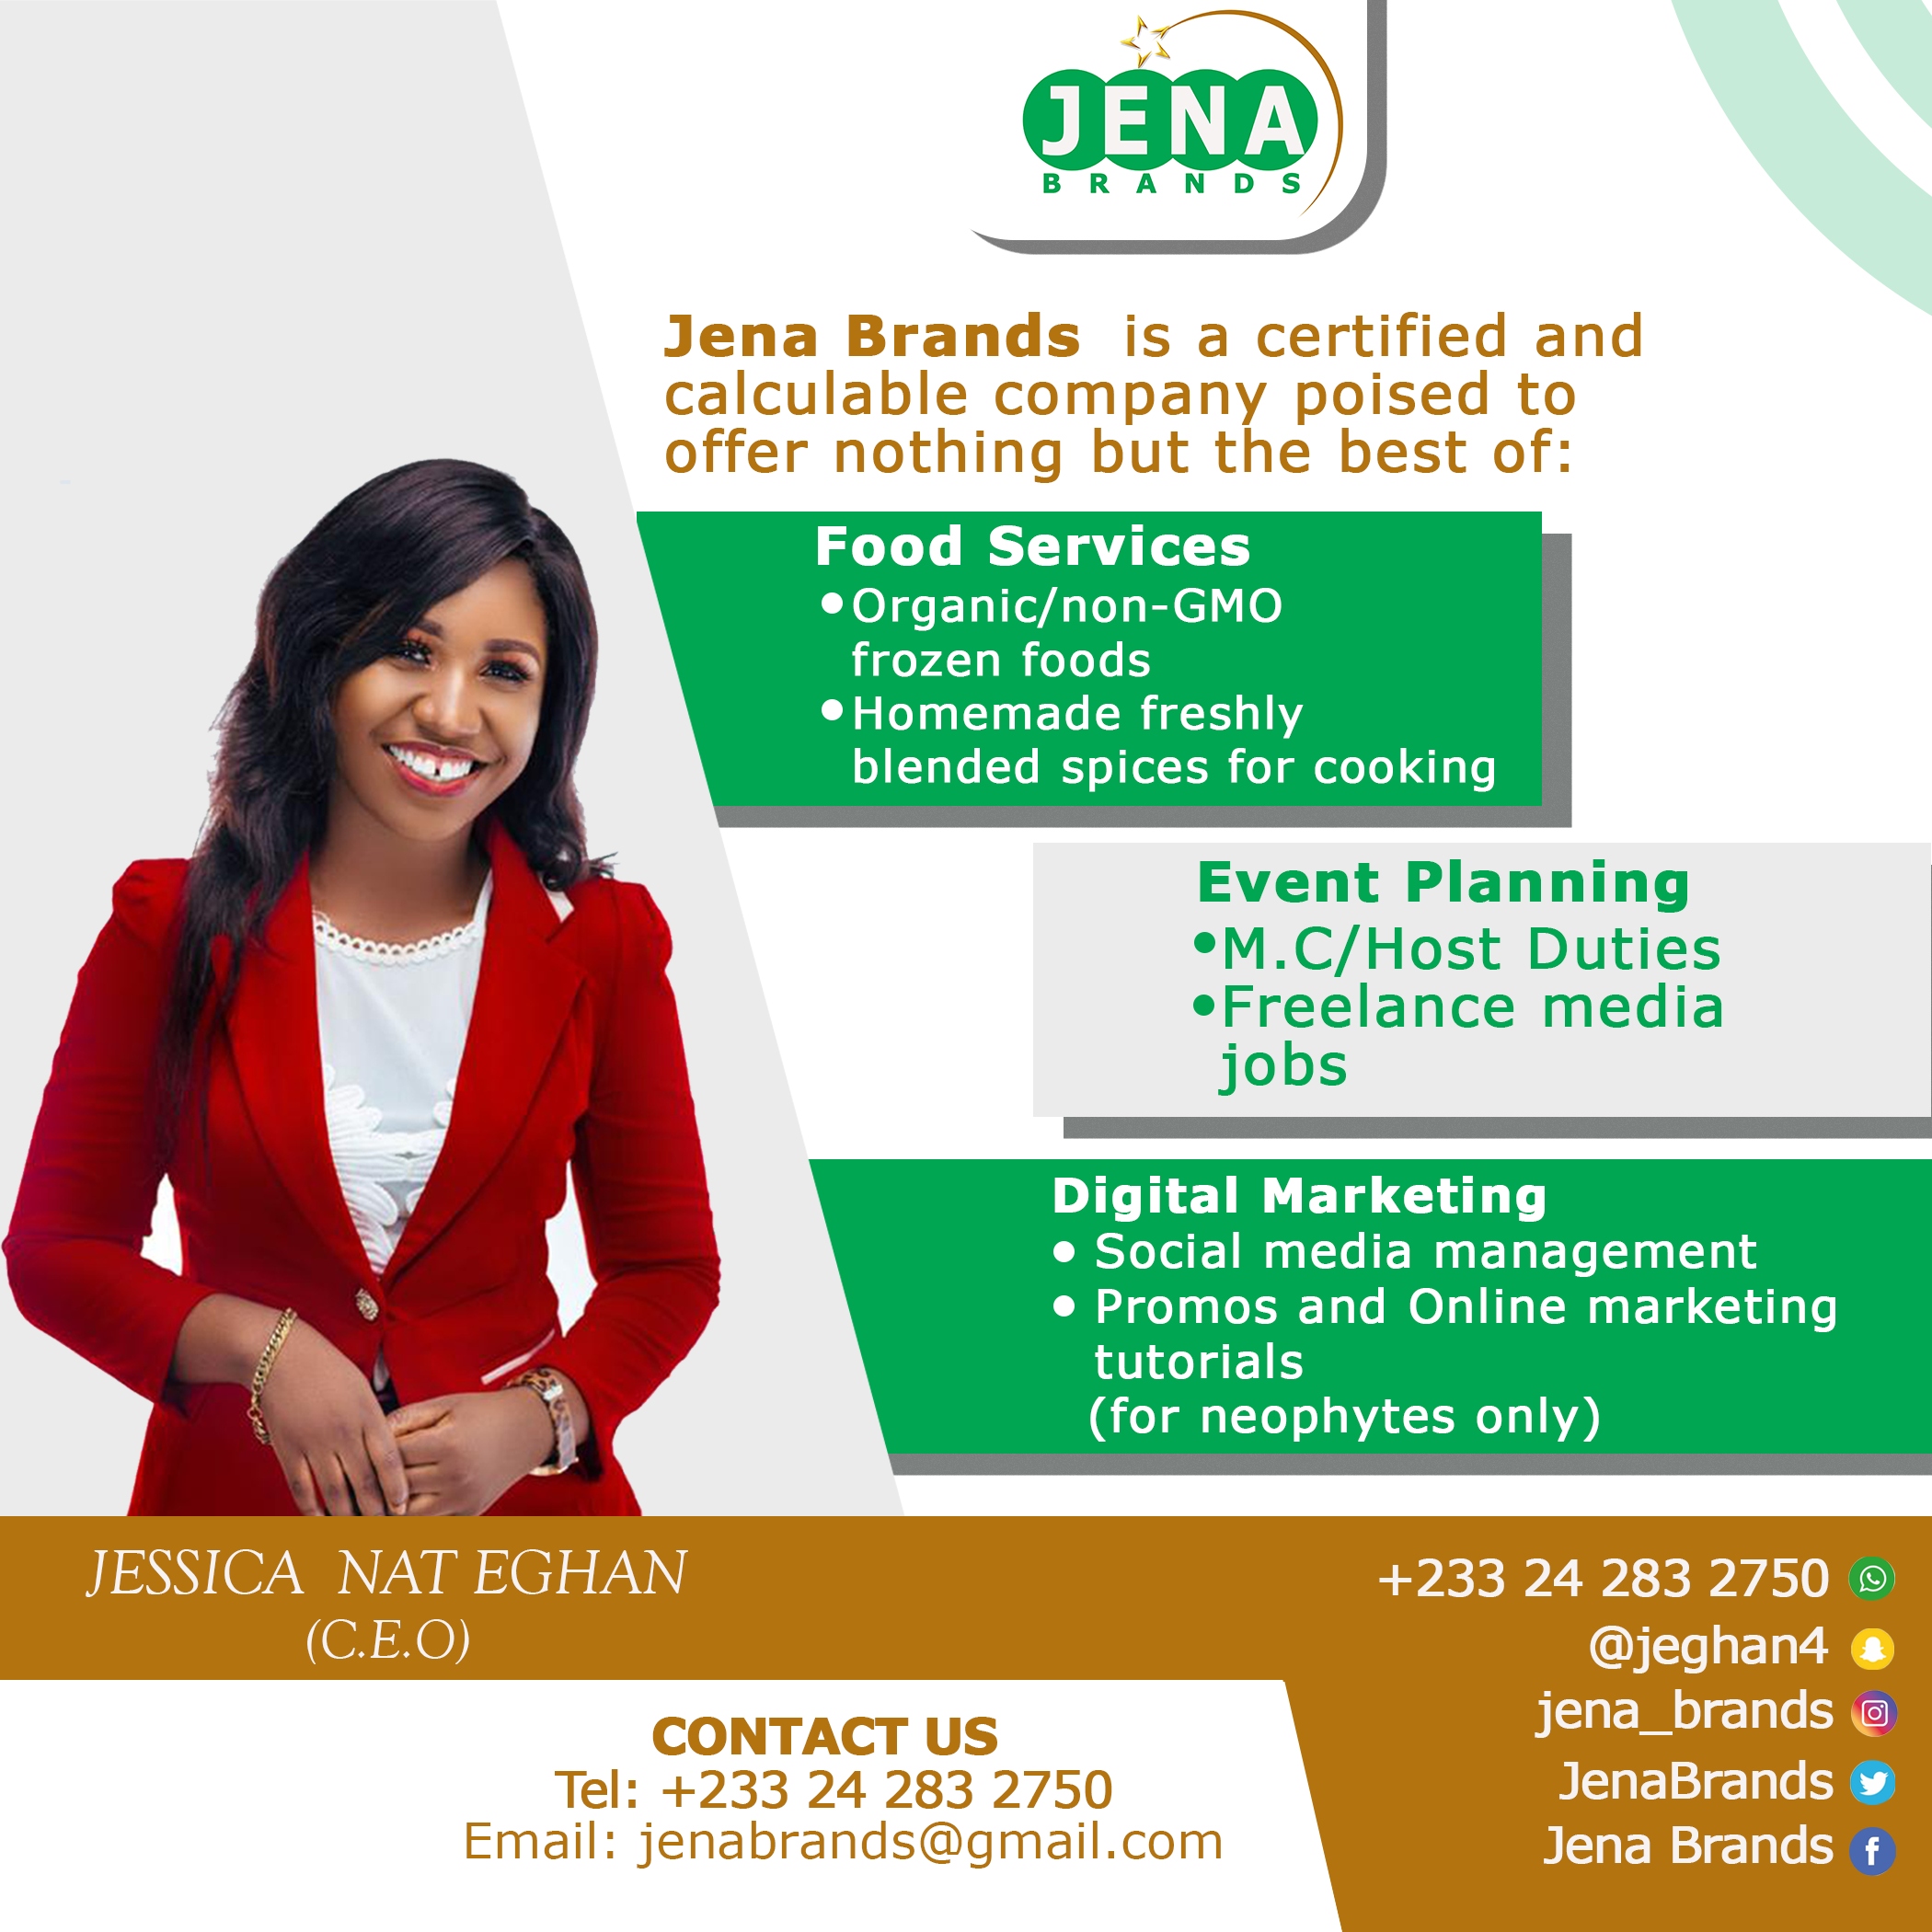 JENA
BRANDS
Jena Brands is a certified and
calculable company poised to
offer nothing but the best of:
Food Services
•Organic/non-GMO
frozen foods
•Homemade freshly
blended spices for cooking
Event Planning
•M.C/Host Duties
•Freelance media
jobs
Digital Marketing
• Social media management
• Promos and Online marketing
tutorials
(for neophytes only)
JESSICA NAT EGHAN
(C.E.O)
CONTACT US
Tel: +233 24 283 2750
Email: jenabrands@gmail.com
+233 24 283 2750
@jeghan4
jena_brands
JenaBrands
Jena Brands